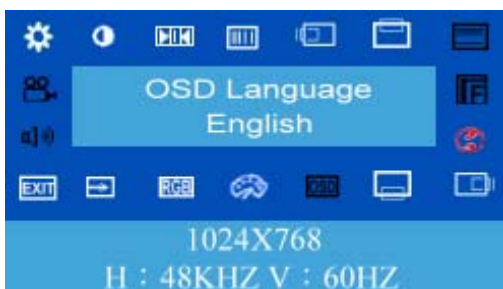 OSD Language
English
F
EXIT
RGB
OSD
1024X768
H：48KHZ V：60HZ